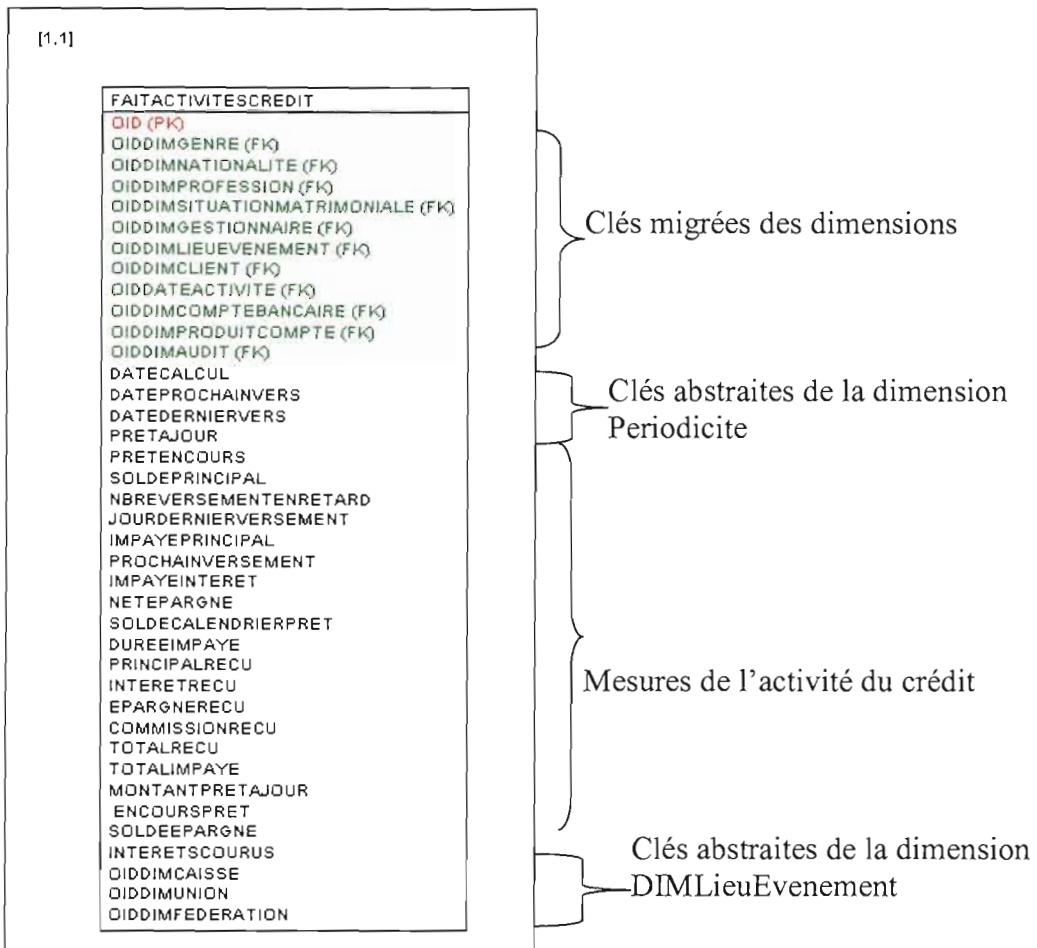 [1.1]
FAITACTIVITESCREDIT
OID (PK)
OIDDIMGENRE (FK)
OIDDIMNATIONALITE (FK)
OIDDIMPROFESSION (FK)
OIDDIMSITUATIONMATRIMONIALE (FK)
OIDDIMGESTIONNAIRE (FK)
OIDDIMLIEUEVENEMENT (FK)
OIDDIMCLIENT (FK)
OIDDATEACTIVITE (FK)
OIDDIMCOMPTEBANCAIRE (FK)
OIDDIMPRODUITCOMPTE (FK)
OIDDIMAUDIT (FK)
Clés migrées des dimensions
DATECALCUL
DATEPROCHAINVERS
DATEDERNIERVERS
PRETAJOUR
Clés abstraites de la dimension
Periodicite
PRETENCOURS
SOLDEPRINCIPAL
NBREVERSEMENTENRETARD
JOURDERNIERVERSEMENT
IMPAYEPRINCIPAL
PROCHAINVERSEMENT
IMPAYEINTERET
NETEPARGNE
SOLDECALENDRIERPRET
DUREEIMPAYE
PRINCIPALRECU
INTERETRECU
EPARGNERECU
COMMISSIONRECU
TOTALRECU
TOTALIMPAYE
MONTANTPRETAJOUR
ENCOURSPRET
SOLDEEPARGNE
Mesures de l’activité du crédit
INTERETSCOURUS
OIDDIMCAISSE
OIDDIMUNION
OIDDIMFEDERATION
Clés abstraites de la dimension
DIMLieuEvenement